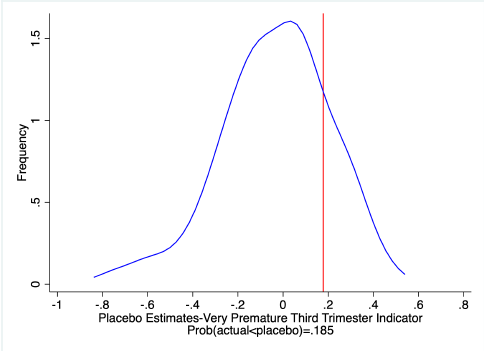 Frequency
1.5
1
.5
0
-1 -.8 -.6 -.4 -.2 0 .2 .4 .6 .8
Placebo Estimates-Very Premature Third Trimester Indicator
Prob(actual<placebo)=.185